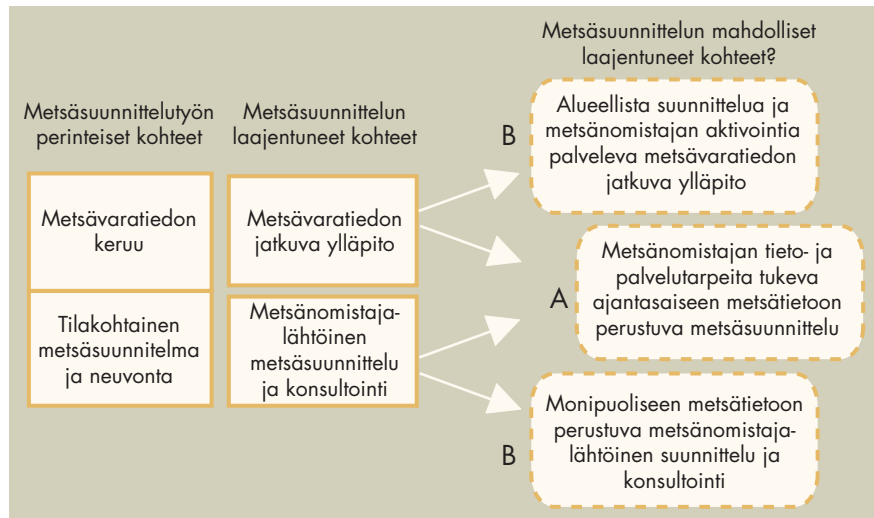 Metsäsuunnittelutyön
perinteiset kohteet
Metsävaratiedon
keruu
Tilakohtainen
metsäsuunnitelma
ja neuvonta
Metsäsuunnittelun
laajentuneet kohteet
Metsävaratiedon
jatkuva ylläpito
Metsänomistaja-
lähtöinen
metsäsuunnittelu
ja konsultointi
Metsäsuunnittelun mahdolliset
laajentuneet kohteet?
B
Alueellista suunnittelua ja
metsänomistajan aktivointia
palveleva metsävaratiedon
jatkuva ylläpito
A
Metsänomistajan tieto- ja
palvelutarpeita tukeva
ajantasaiseen metsätietoon
perustuva metsäsuunnittelu
B
Monipuoliseen metsätietoon
perustuva metsänomistaja-
lähtöinen suunnittelu ja
konsultointi